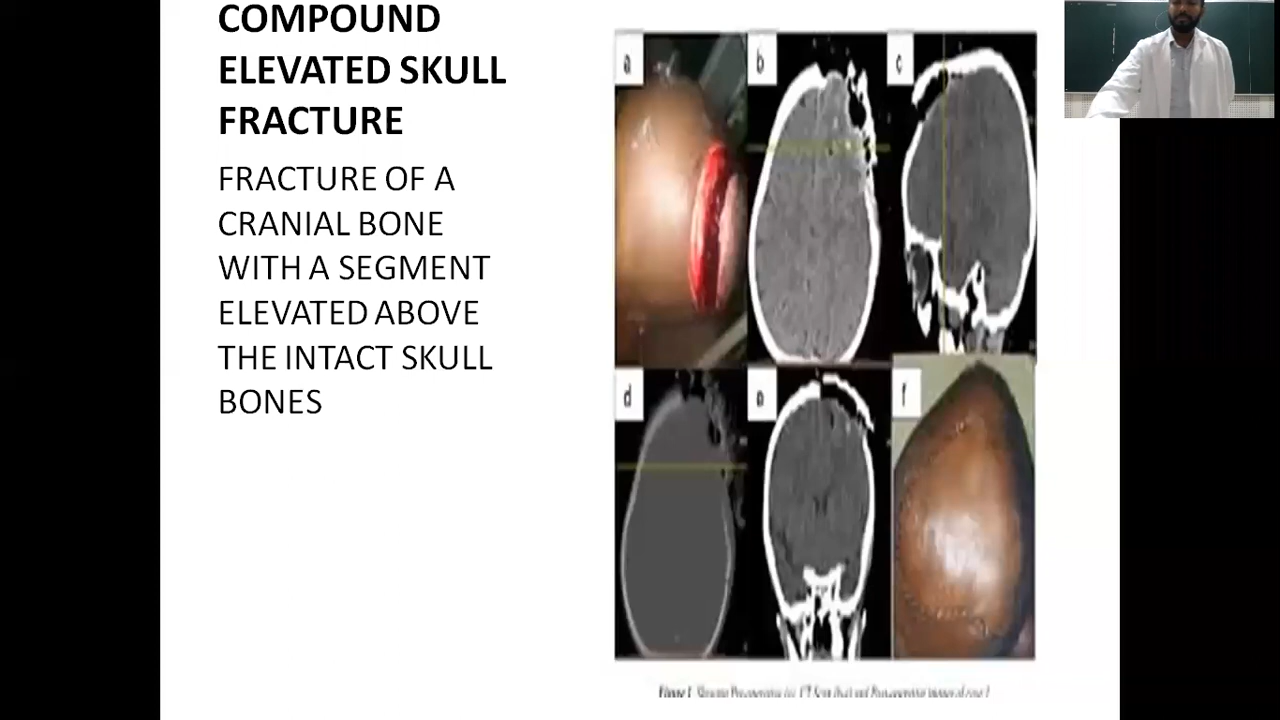 COMPOUND
ELEVATED SKULL
FRACTURE
FRACTURE OF A
CRANIAL BONE
WITH A SEGMENT
ELEVATED ABOVE
THE INTACT SKULL
BONES
a
b
c
d
e
f